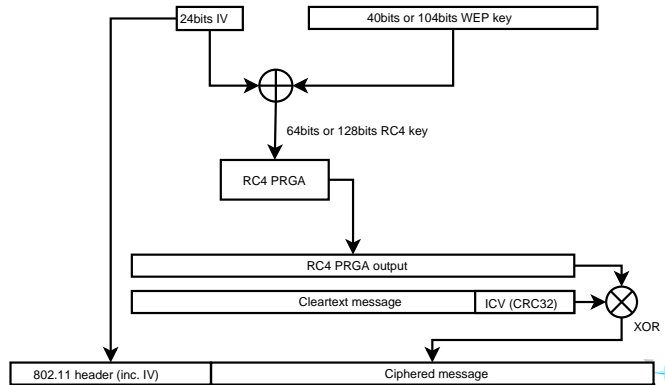 24bits IV
40bits or 104bits WEP key
64bits or 128bits RC4 key
RC4 PRGA
RC4 PRGA output
Cleartext message
ICV (CRC32)
XOR
802.11 header (inc. IV)
Ciphered message